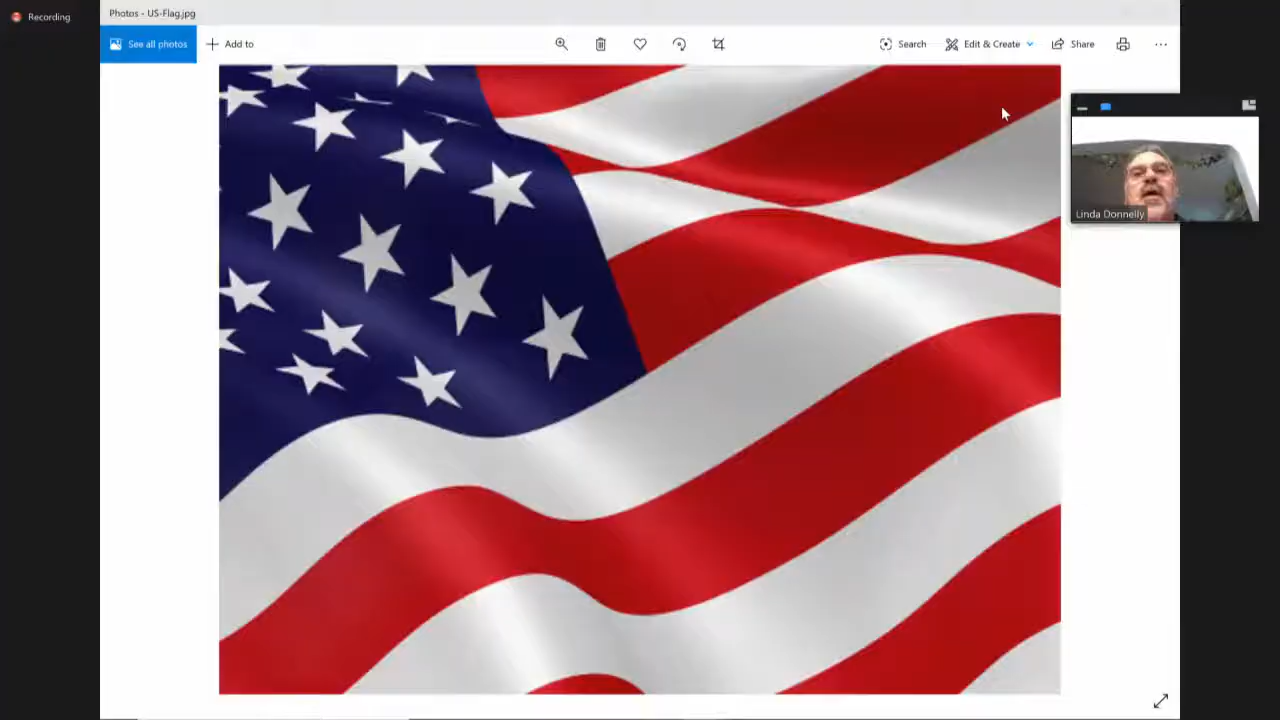 Recording
Photos - US-Flag.jpg
See all photos
Add to
Search
Edit & Create
Share
Linda Donnelly